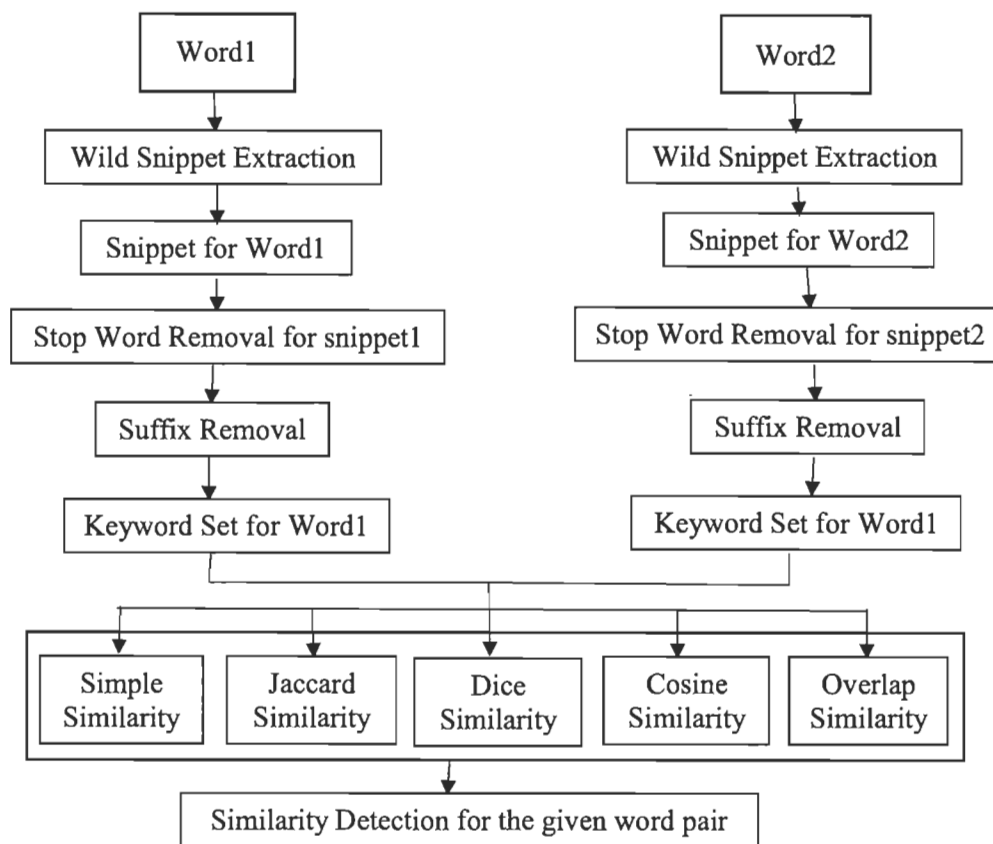 Word1
Word2
Wild Snippet Extraction
Wild Snippet Extraction
Snippet for Word1
Snippet for Word2
Stop Word Removal for snippet1
Stop Word Removal for snippet2
Suffix Removal
Suffix Removal
Keyword Set for Word1
Keyword Set for Word1
Simple
Similarity
Jaccard
Similarity
Dice
Similarity
Cosine
Similarity
Overlap
Similarity
Similarity Detection for the given word pair